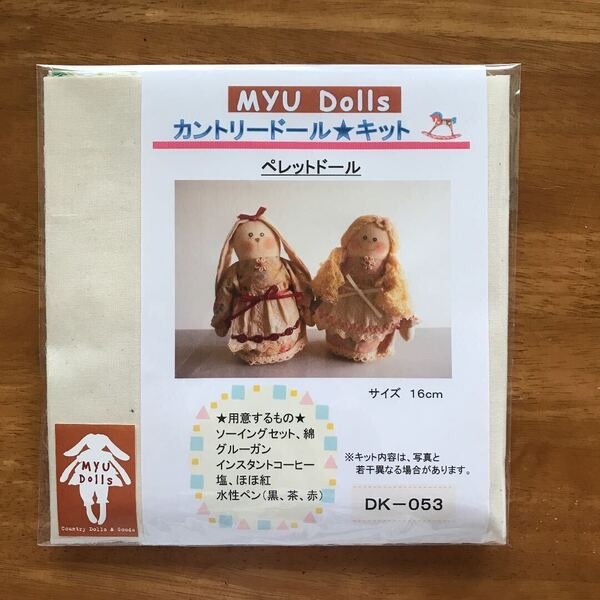 MYU Dolls
カントリードール★キット
ペレットドール
サイズ 16cm
★用意するもの★
ソーイングセット、綿
グルーガン
インスタントコーヒー
塩、ほほ紅
水性ペン(黒、茶、赤)
※キット内容は、写真と
若干異なる場合があります。
DK-053
MYU
Dolls
Country Dolls & Goods